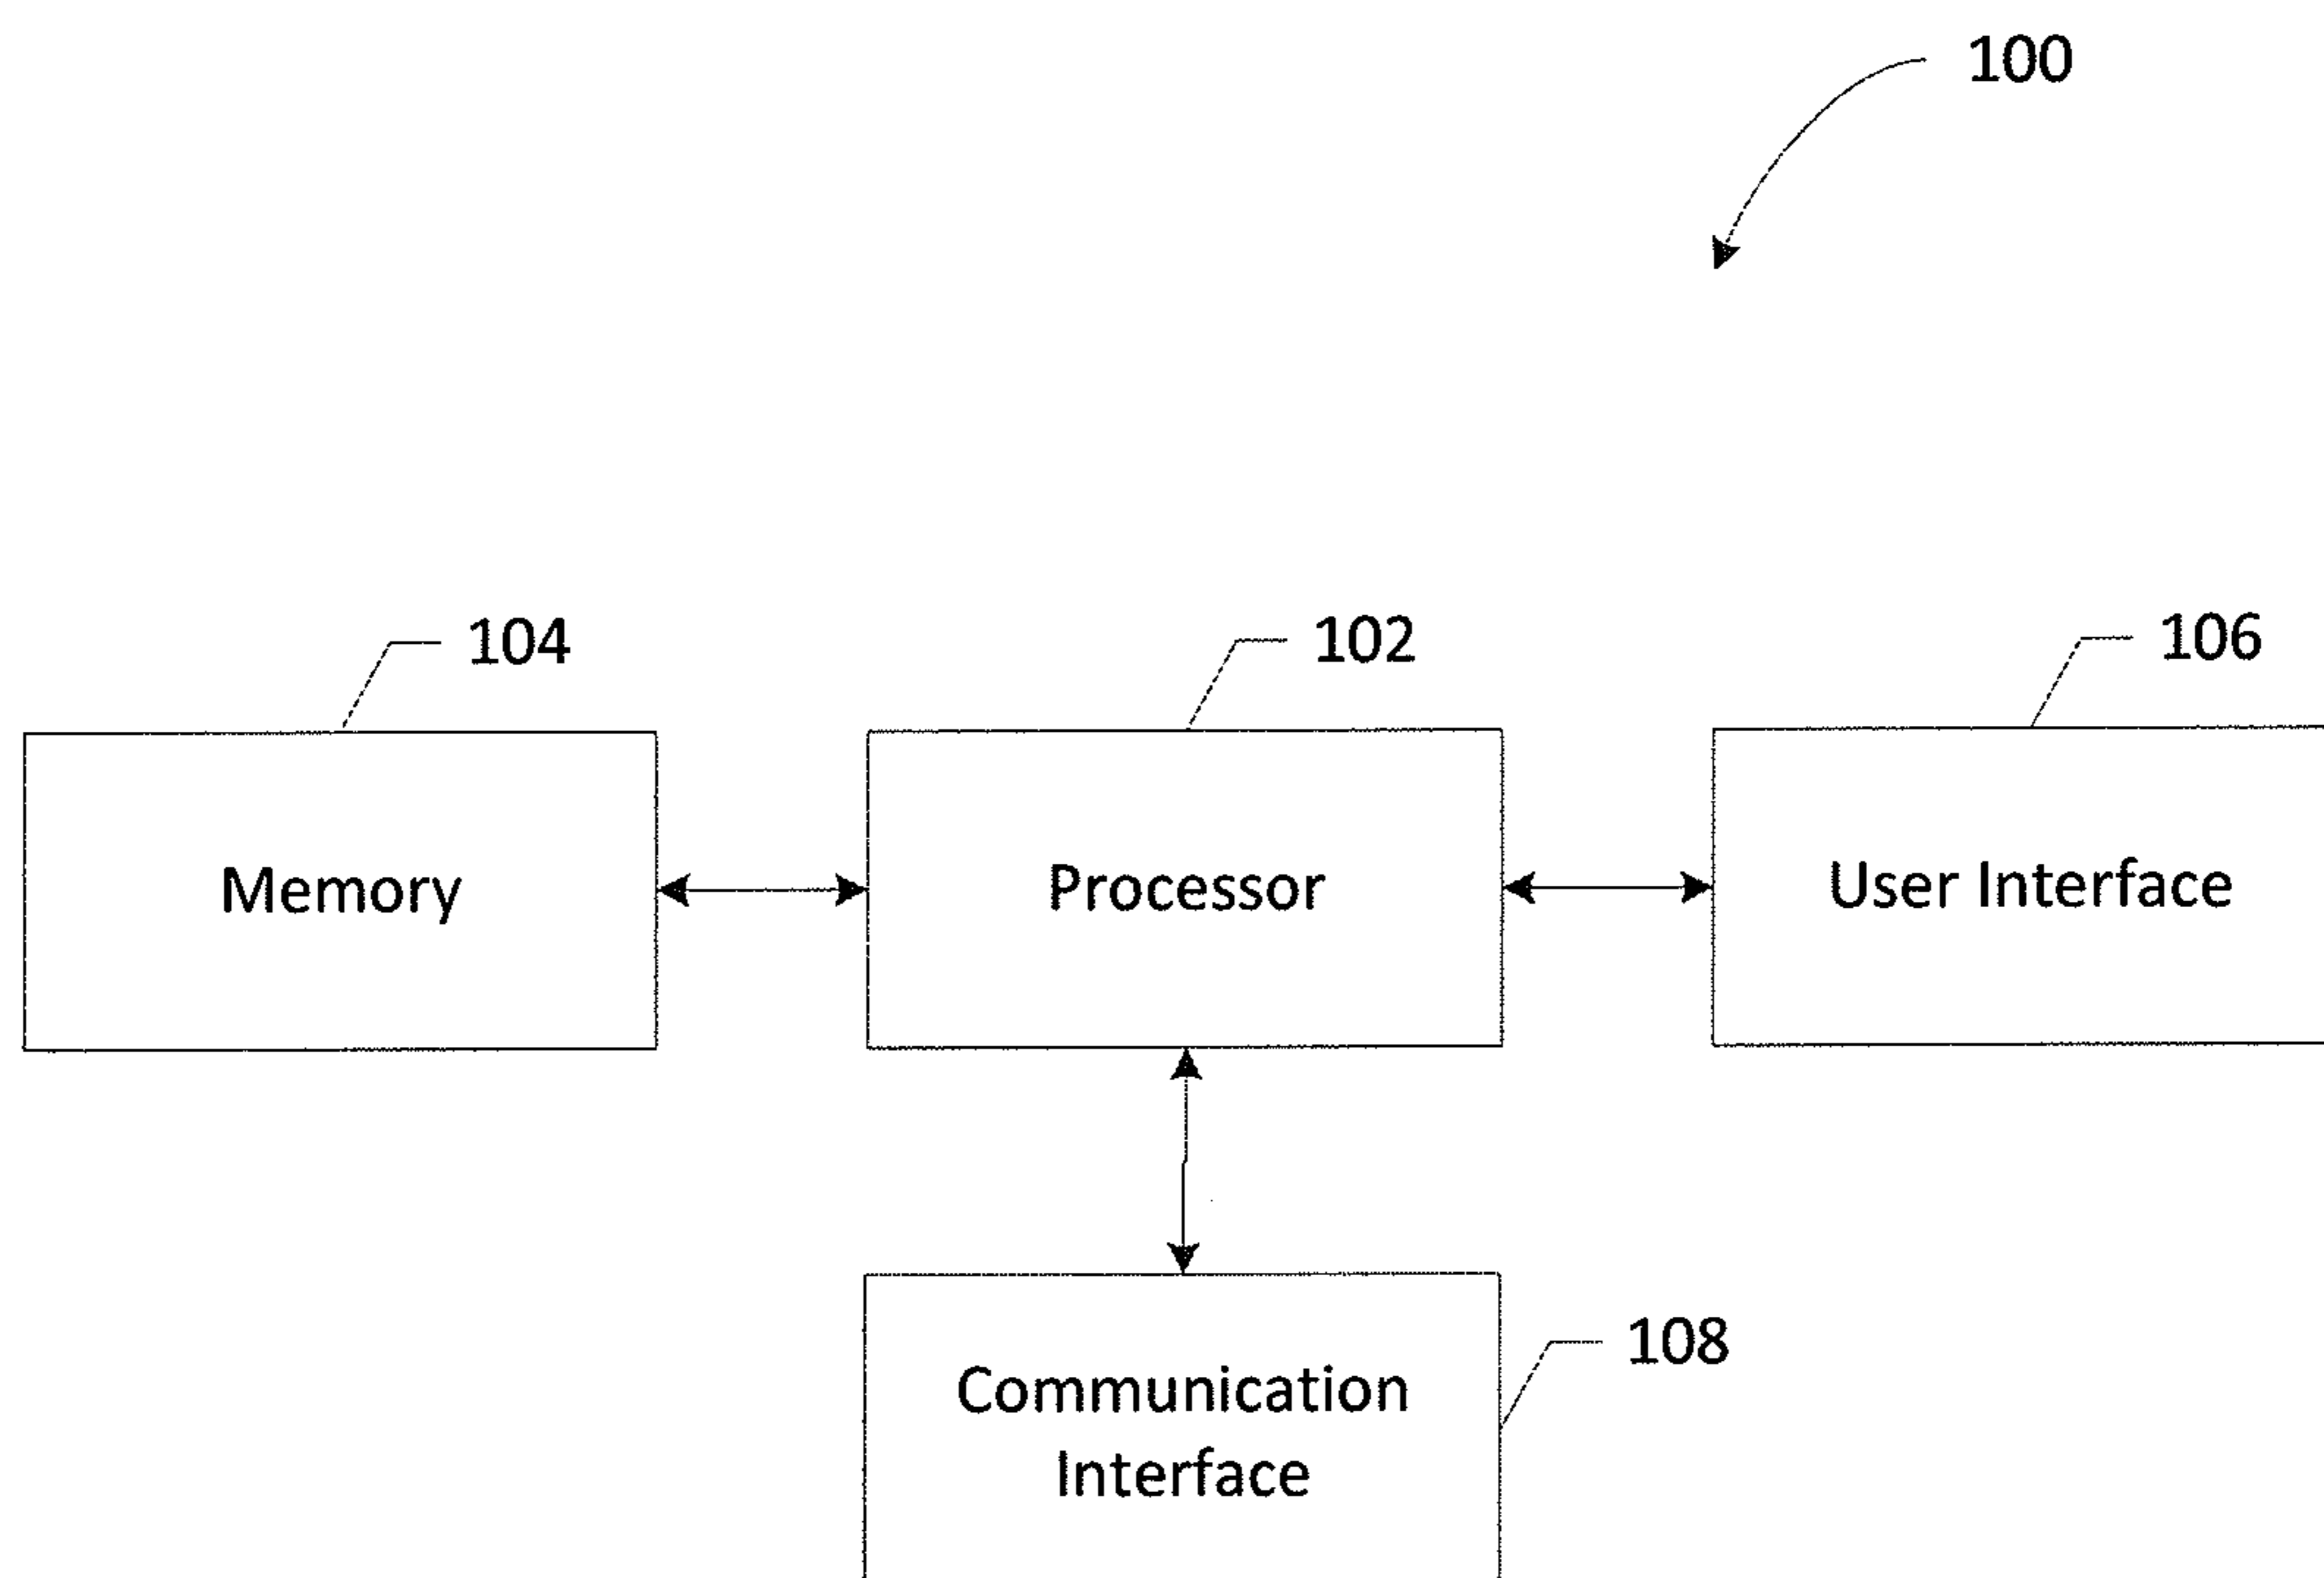 100
104
102
106
Memory
Processor
User Interface
108
Communication
Interface